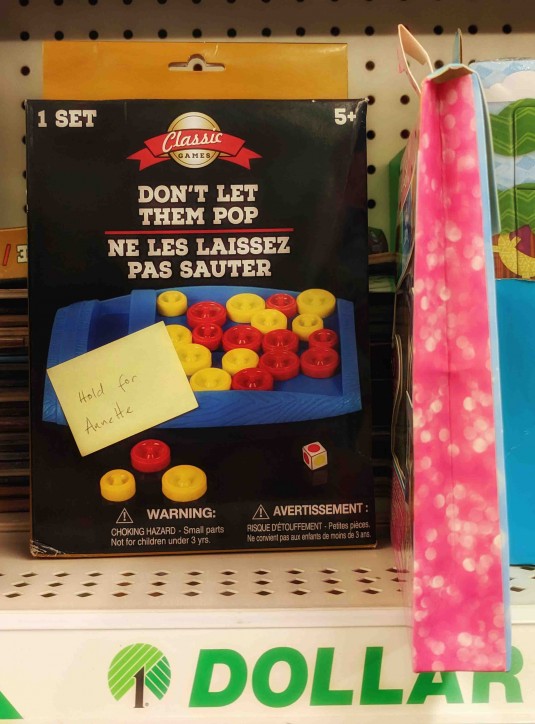 1 SET
5+
Classic
GAMES
DON'T LET
THEM POP
NE LES LAISSEZ
PAS SAUTER
Hold for
Annette
WARNING:
CHOKING HAZARD - Small parts
Not for children under 3 yrs.
AVERTISSEMENT :
RISQUE D'ÉTOUFFEMENT - Petites pièces.
Ne convient pas aux enfants de moins de 3 ans.
1 DOLLAR